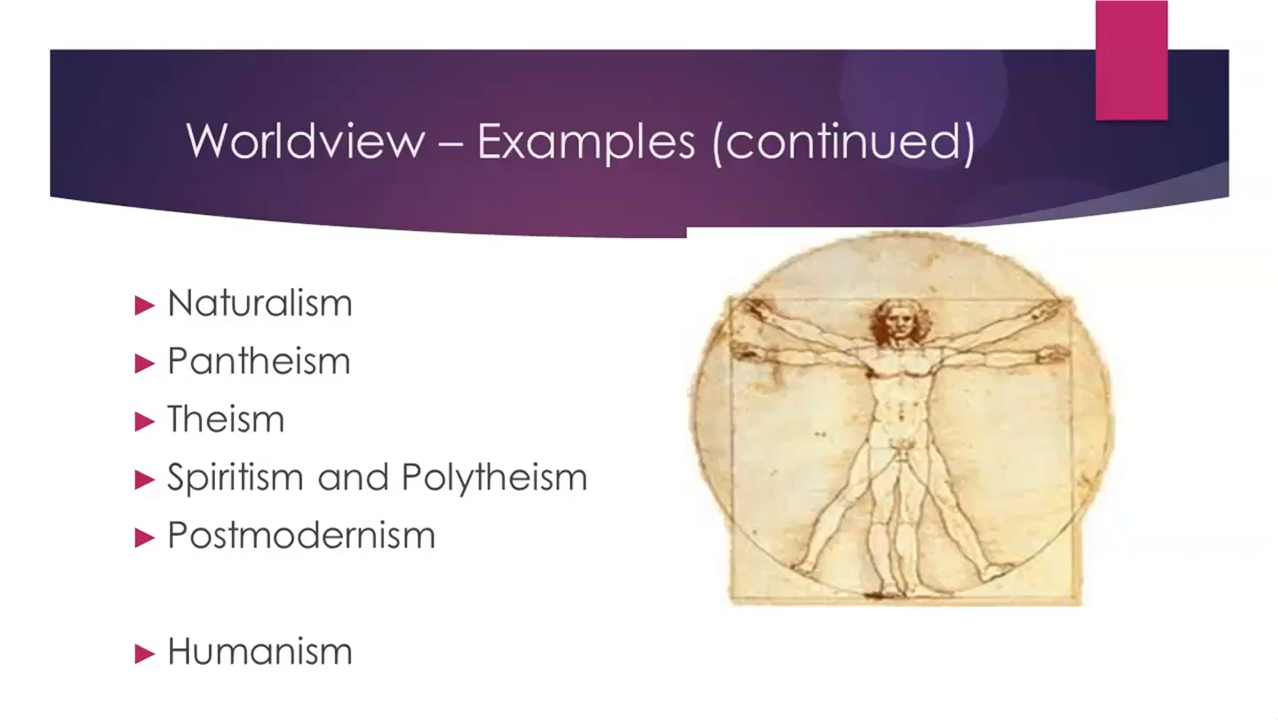 Worldview – Examples (continued)
Naturalism
Pantheism
Theism
Spiritism and Polytheism
Postmodernism
Humanism